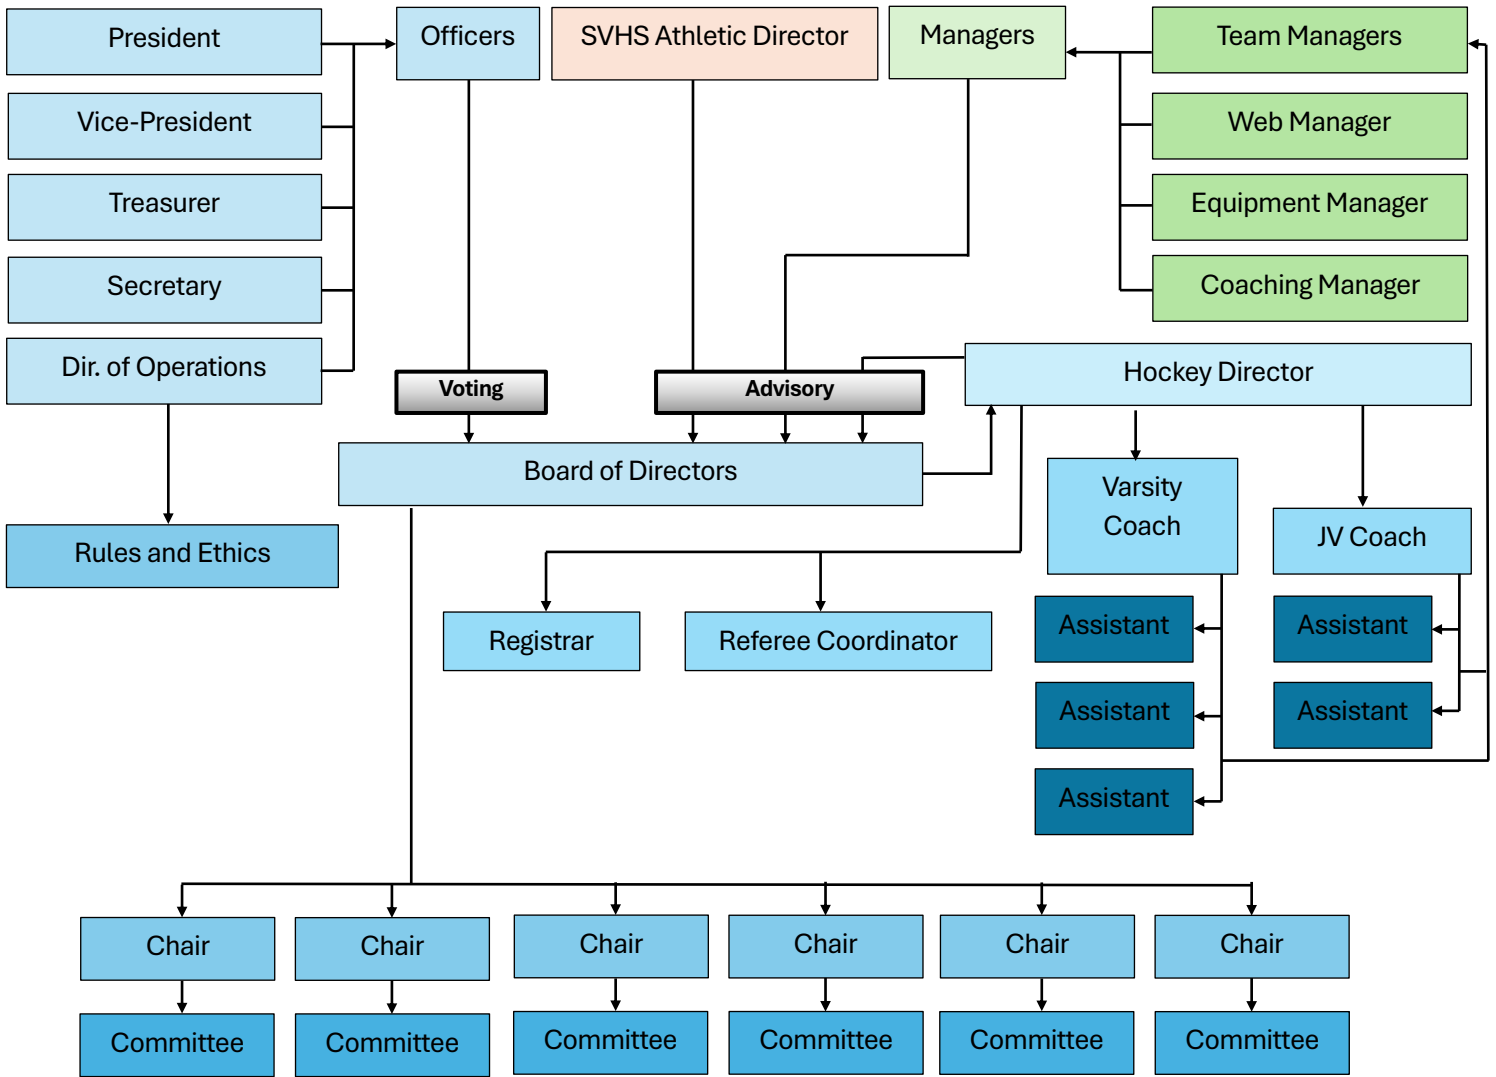 President
Officers
SVHS Athletic Director
Managers
Team Managers
Vice-President
Web Manager
Treasurer
Equipment Manager
Secretary
Coaching Manager
Dir. of Operations
Voting
Advisory
Hockey Director
Board of Directors
Varsity
Coach
JV Coach
Rules and Ethics
Registrar
Referee Coordinator
Assistant
Assistant
Assistant
Assistant
Assistant
Chair
Chair
Chair
Chair
Chair
Chair
Committee
Committee
Committee
Committee
Committee
Committee